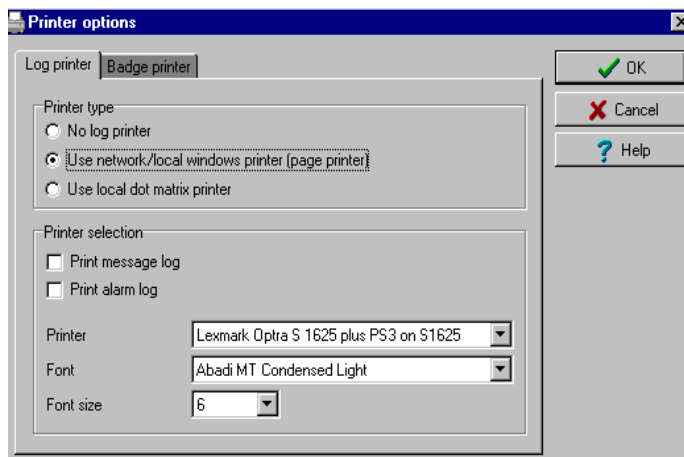 Printer options
Log printer Badge printer
OK
Cancel
Help
Printer type
No log printer
Use network/local windows printer (page printer)
Use local dot matrix printer
Printer selection
Print message log
Print alarm log
Printer Lexmark Optra S 1625 plus PS3 on S1625
Font Abadi MT Condensed Light
Font size 6